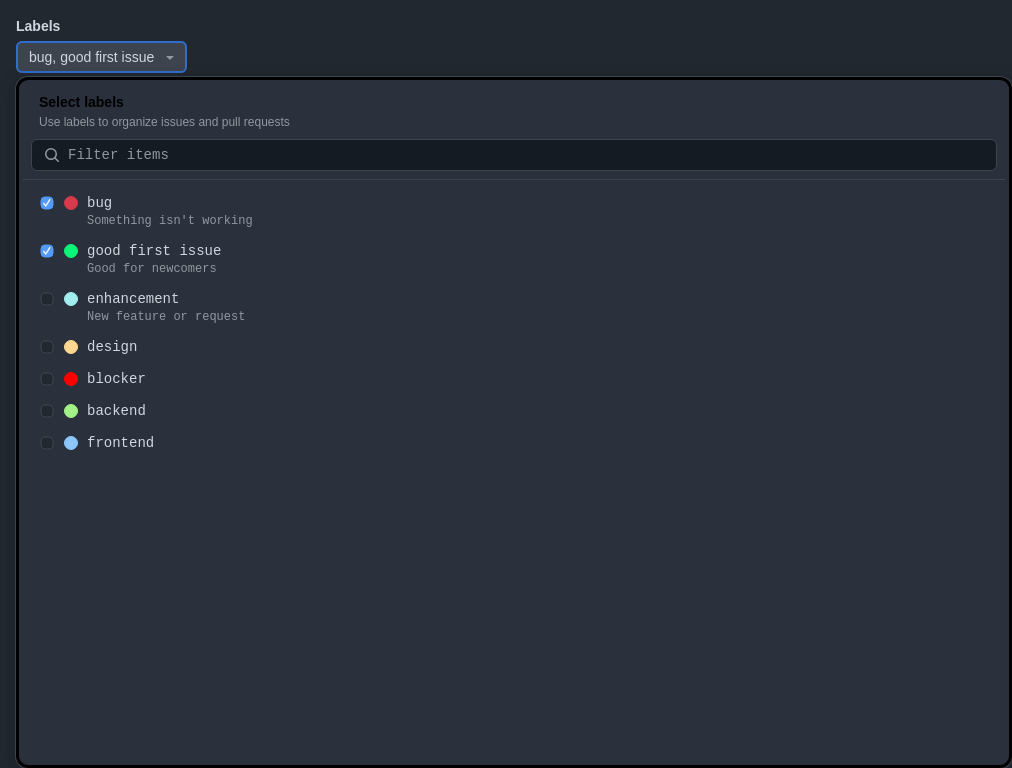 Labels
bug, good first issue
Select labels
Use labels to organize issues and pull requests
Filter items
bug
Something isn't working
good first issue
Good for newcomers
enhancement
New feature or request
design
blocker
backend
frontend